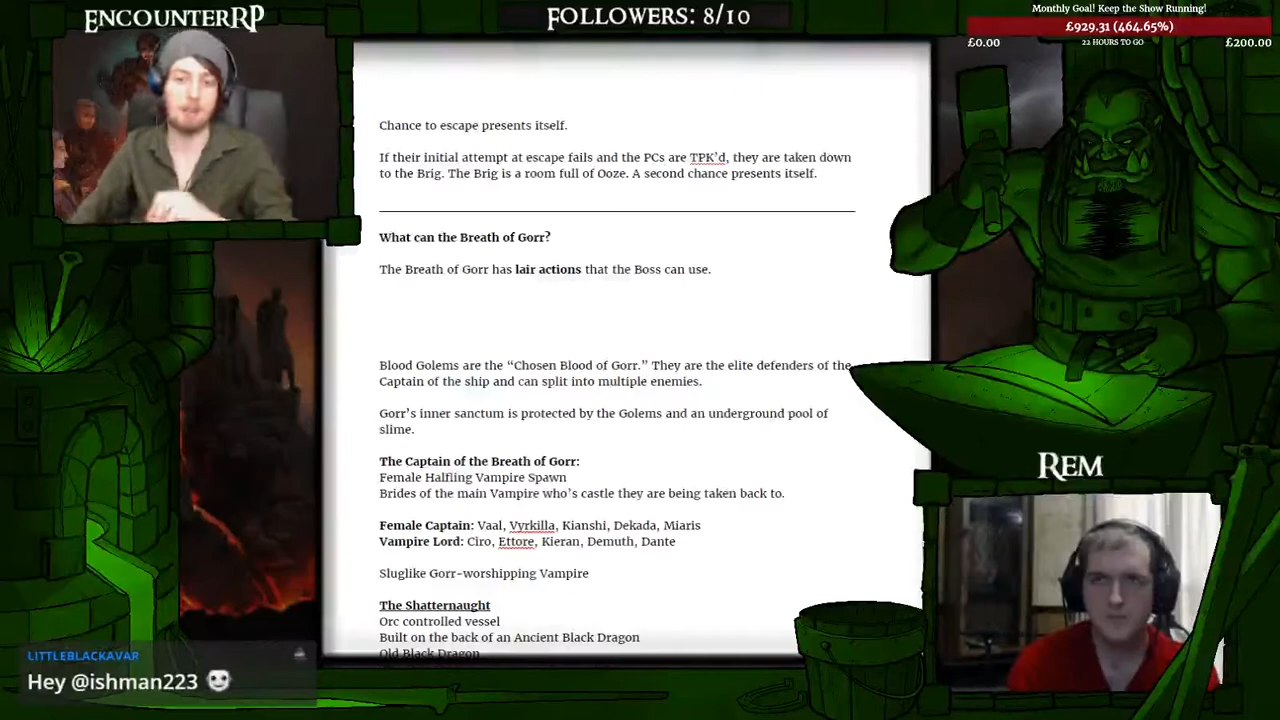 EncounterRP
Followers: 8/10
Monthly Goal! Keep the Show Running!
£929.31 (464.65%)
£0.00
22 HOURS TO GO
£200.00
Chance to escape presents itself.
If their initial attempt at escape fails and the PCs are TPK'd, they are taken down
to the Brig. The Brig is a room full of Ooze. A second chance presents itself.
What can the Breath of Gorr?
The Breath of Gorr has lair actions that the Boss can use.
Blood Golems are the “Chosen Blood of Gorr.” They are the elite defenders of the
Captain of the ship and can split into multiple enemies.
Gorr's inner sanctum is protected by the Golems and an underground pool of
slime.
The Captain of the Breath of Gorr:
Female Halfling Vampire Spawn
Brides of the main Vampire who's castle they are being taken back to.
Female Captain: Vaal, Vyrkilla, Kianshi, Dekada, Miaris
Vampire Lord: Ciro, Ettore, Kieran, Demuth, Dante
Sluglike Gorr-worshipping Vampire
The Shatternaught
Orc controlled vessel
Built on the back of an Ancient Black Dragon
Old Black Dragon
Rem
LITTLEBLACKAVAR
Hey @ishman223